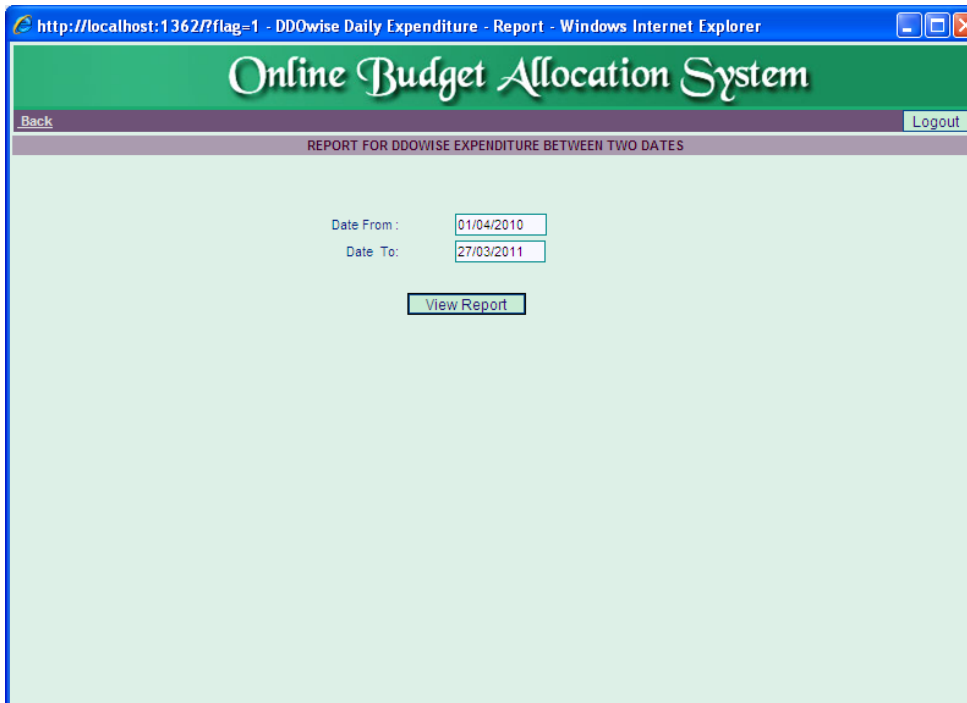 http://localhost:1362/?flag=1 - DDOwise Daily Expenditure - Report - Windows Internet Explorer
Online Budget Allocation System
Back Logout
REPORT FOR DDOWISE EXPENDITURE BETWEEN TWO DATES
Date From : 01/04/2010
Date To: 27/03/2011
View Report